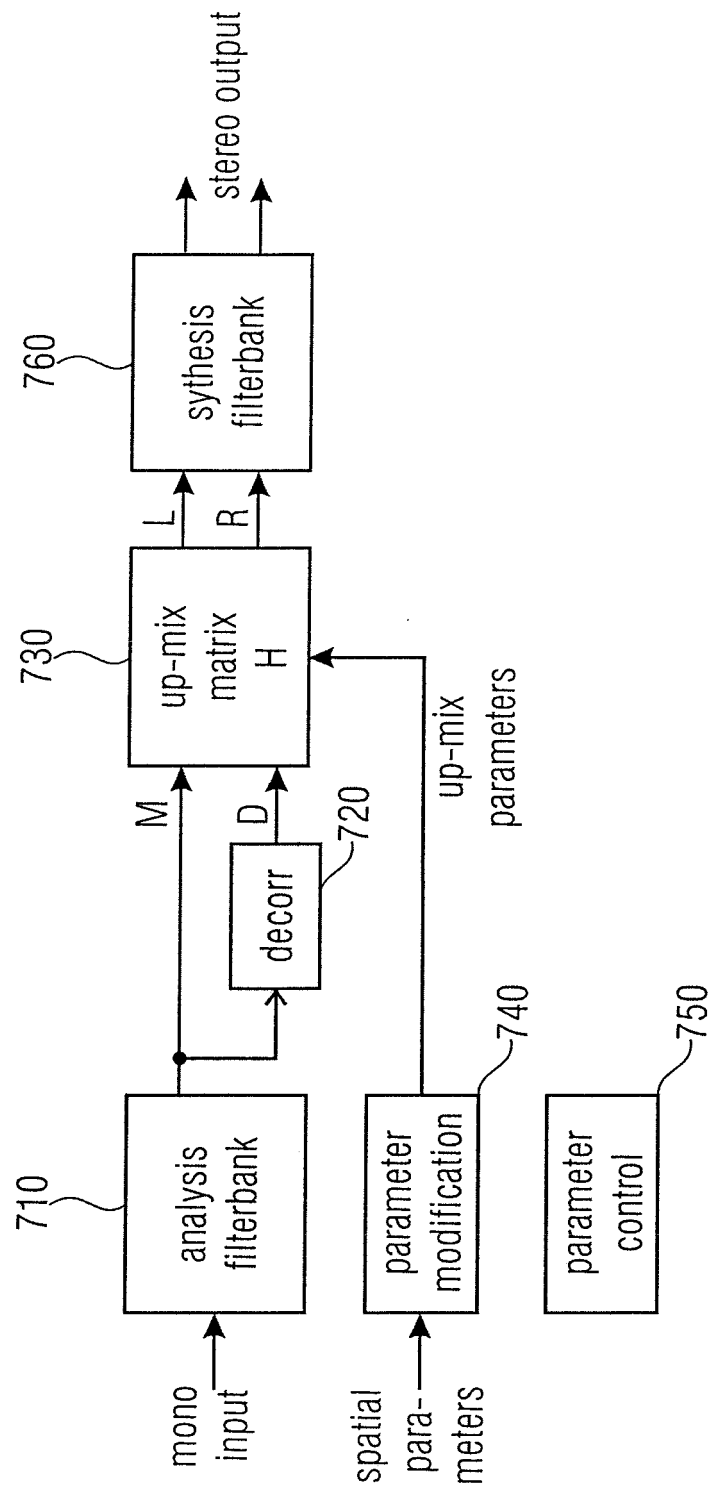 mono
input
710
analysis
filterbank
M
decorr
720
D
730
up-mix
matrix
H
L
R
760
sythesis
filterbank
stereo output
spatial
para-
meters
parameter
modification
740
up-mix
parameters
parameter
control
750